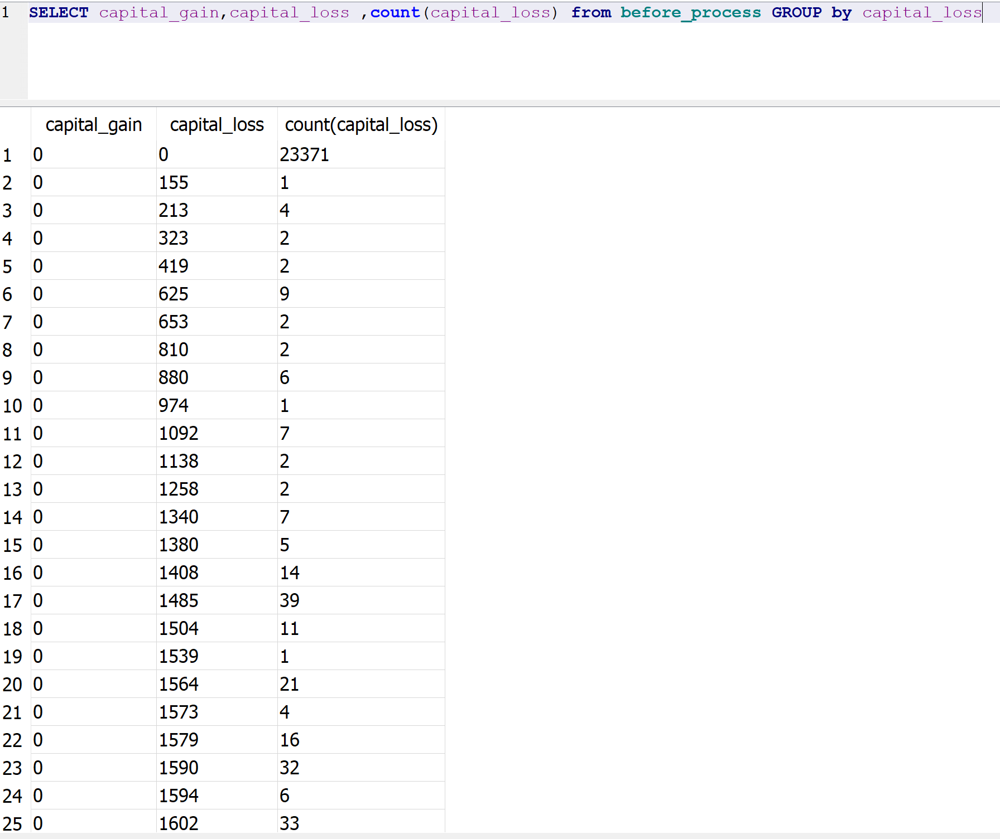 1 SELECT capital_gain,capital_loss ,count(capital_loss) from before_process GROUP by capital_loss
capital_gain capital_loss count(capital_loss)
1 0 0 23371
2 0 155 1
3 0 213 4
4 0 323 2
5 0 419 2
6 0 625 9
7 0 653 2
8 0 810 2
9 0 880 6
10 0 974 1
11 0 1092 7
12 0 1138 2
13 0 1258 2
14 0 1340 7
15 0 1380 5
16 0 1408 14
17 0 1485 39
18 0 1504 11
19 0 1539 1
20 0 1564 21
21 0 1573 4
22 0 1579 16
23 0 1590 32
24 0 1594 6
25 0 1602 33